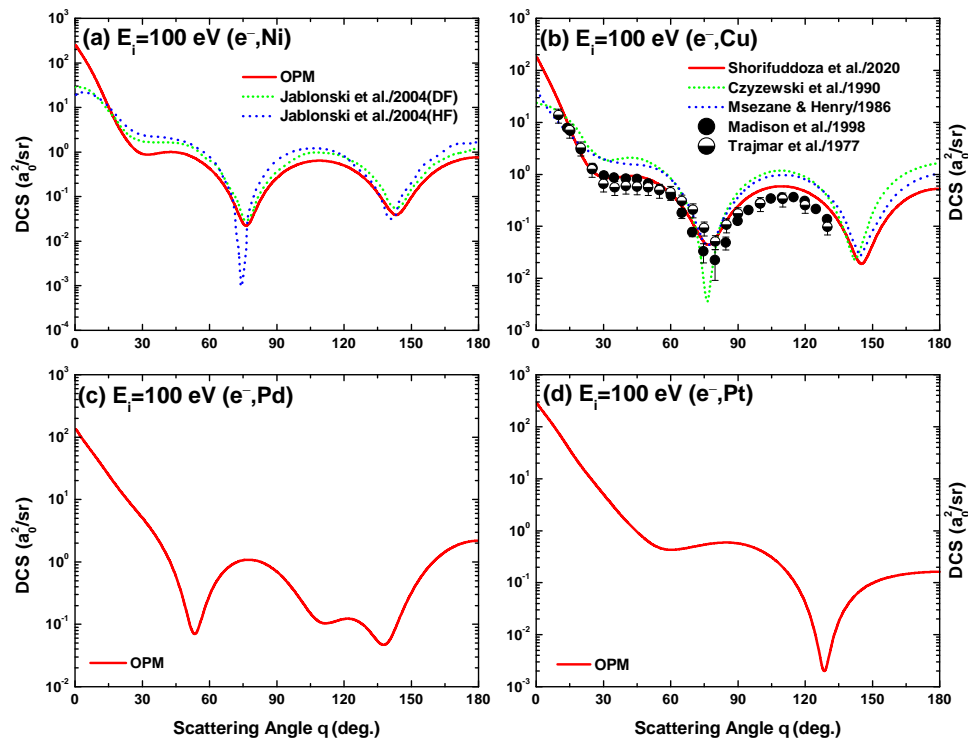 (a) E_i=100 eV (e⁻,Ni)
OPM
Jablonski et al./2004(DF)
Jablonski et al./2004(HF)
DCS (a₀²/sr)
10³
10²
10¹
10⁰
10⁻¹
10⁻²
10⁻³
10⁻⁴
0 30 60 90 120 150 180
(b) E_i=100 eV (e⁻,Cu)
Shorifuddoza et al./2020
Czyzewski et al./1990
Msezane & Henry/1986
Madison et al./1998
Trajmar et al./1977
DCS (a₀²/sr)
10³
10²
10¹
10⁰
10⁻¹
10⁻²
10⁻³
0 30 60 90 120 150 180
(c) E_i=100 eV (e⁻,Pd)
OPM
DCS (a₀²/sr)
10³
10²
10¹
10⁰
10⁻¹
10⁻²
0 30 60 90 120 150 180
Scattering Angle q (deg.)
(d) E_i=100 eV (e⁻,Pt)
OPM
DCS (a₀²/sr)
10³
10²
10¹
10⁰
10⁻¹
10⁻²
10⁻³
0 30 60 90 120 150 180
Scattering Angle q (deg.)